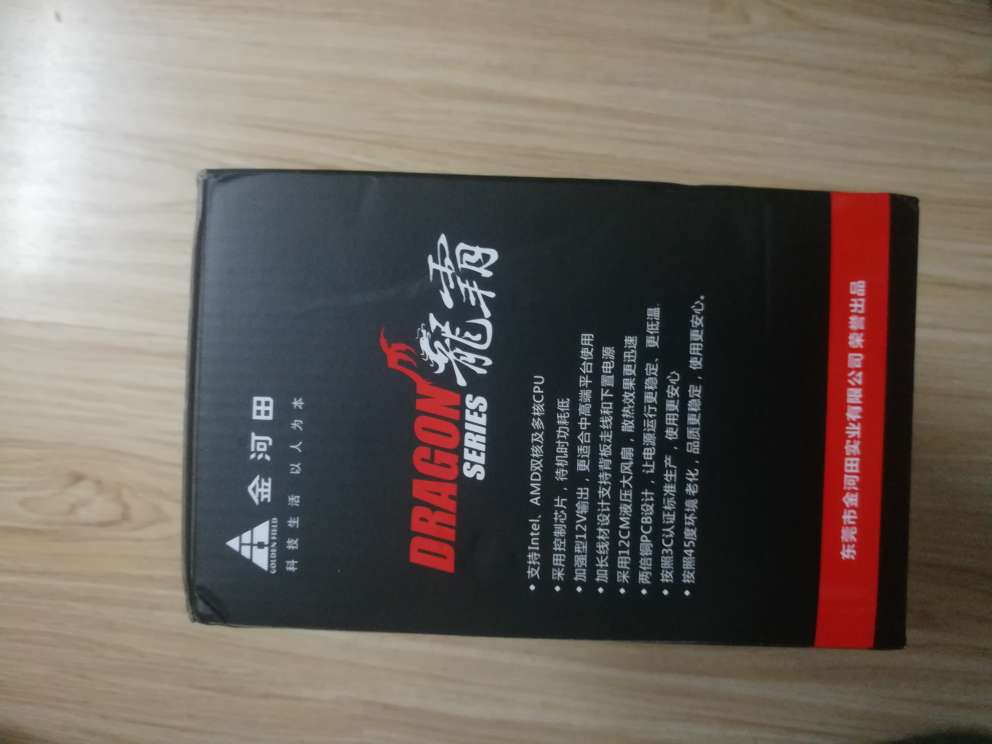 金河田
GOLDEN FIELD
科技生活 以人为本
DRAGON
SERIES
龍霸
• 支持Intel、AMD双核及多核CPU
• 采用控制芯片，待机时功耗低
• 加强型12V输出，更适合中高端平台使用
• 加长线材设计支持背板走线和下置电源
• 采用12CM液压大风扇，散热效果更迅速
• 两倍铜PCB设计，让电源运行更稳定、更低温.
• 按照3C认证标准生产，使用更安心
• 按照45度环境 老化，品质更稳定，使用更安心。
东莞市金河田实业有限公司 荣誉出品